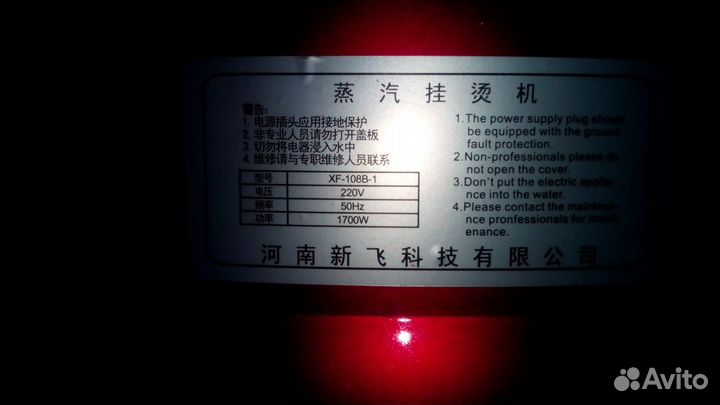 蒸汽挂烫机
警告:
1. 电源插头应用接地保护
2. 非专业人员请勿打开盖板
3. 切勿将电器浸入水中
4. 维修请与专职维修人员联系
型号 XF-108B-1
电压 220V
频率 50Hz
功率 1700W
1.The power supply plug should
be equipped with the ground
fault protection.
2.Non-professionals please do
not open the cover.
3.Don't put the electric applia-
nce into the water.
4.Please contact the maintena-
nce pronfessionals for maint-
enance.
河南新飞科技有限公司
Avito